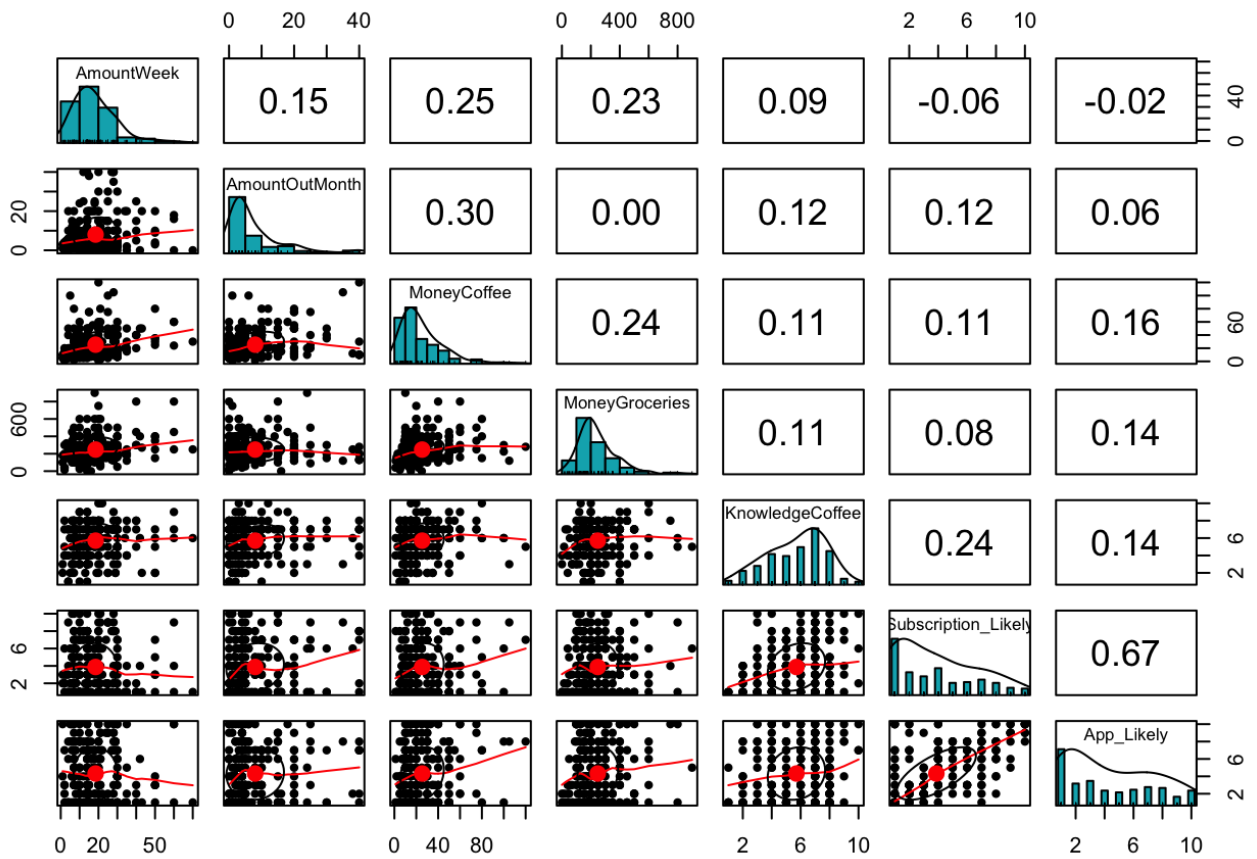 0 20 40 0 400 800 2 6 10
AmountWeek 0.15 0.25 0.23 0.09 -0.06 -0.02 0 40
0 20 AmountOutMonth 0.30 0.00 0.12 0.12 0.06
MoneyCoffee 0.24 0.11 0.11 0.16 0 60
0 600 MoneyGroceries 0.11 0.08 0.14
KnowledgeCoffee 0.24 0.14 2 6
2 6 Subscription_Likely 0.67
App_Likely 2 6
0 20 50 0 40 80 2 6 10 2 4 6 8 10